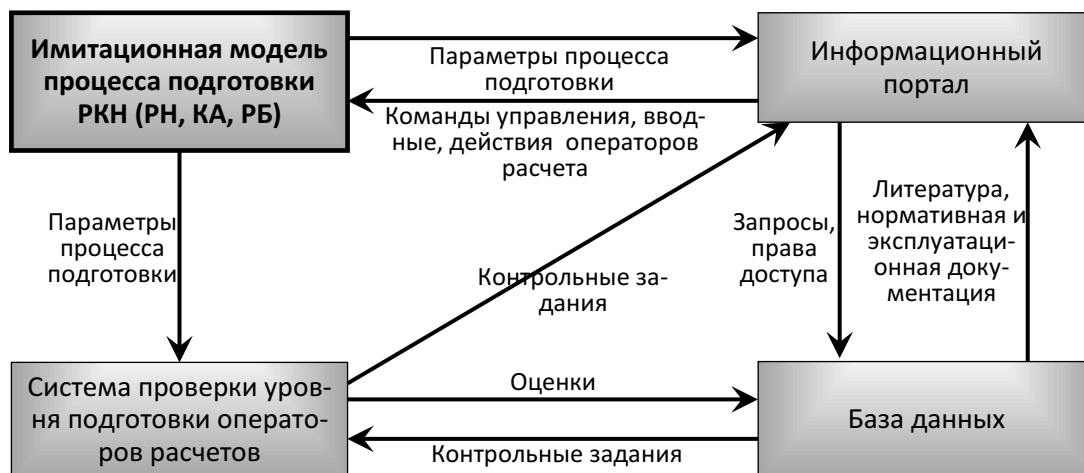 Имитационная модель
процесса подготовки
РКН (РН, КА, РБ)
Параметры процесса
подготовки
Команды управления, ввод-
ные, действия операторов
расчета
Информационный
портал
Параметры
процесса
подготовки
Контрольные за-
дания
Запросы,
права
доступа
Литература,
нормативная и
эксплуатаци-
онная доку-
ментация
Система проверки уров-
ня подготовки операто-
ров расчетов
Оценки
Контрольные задания
База данных